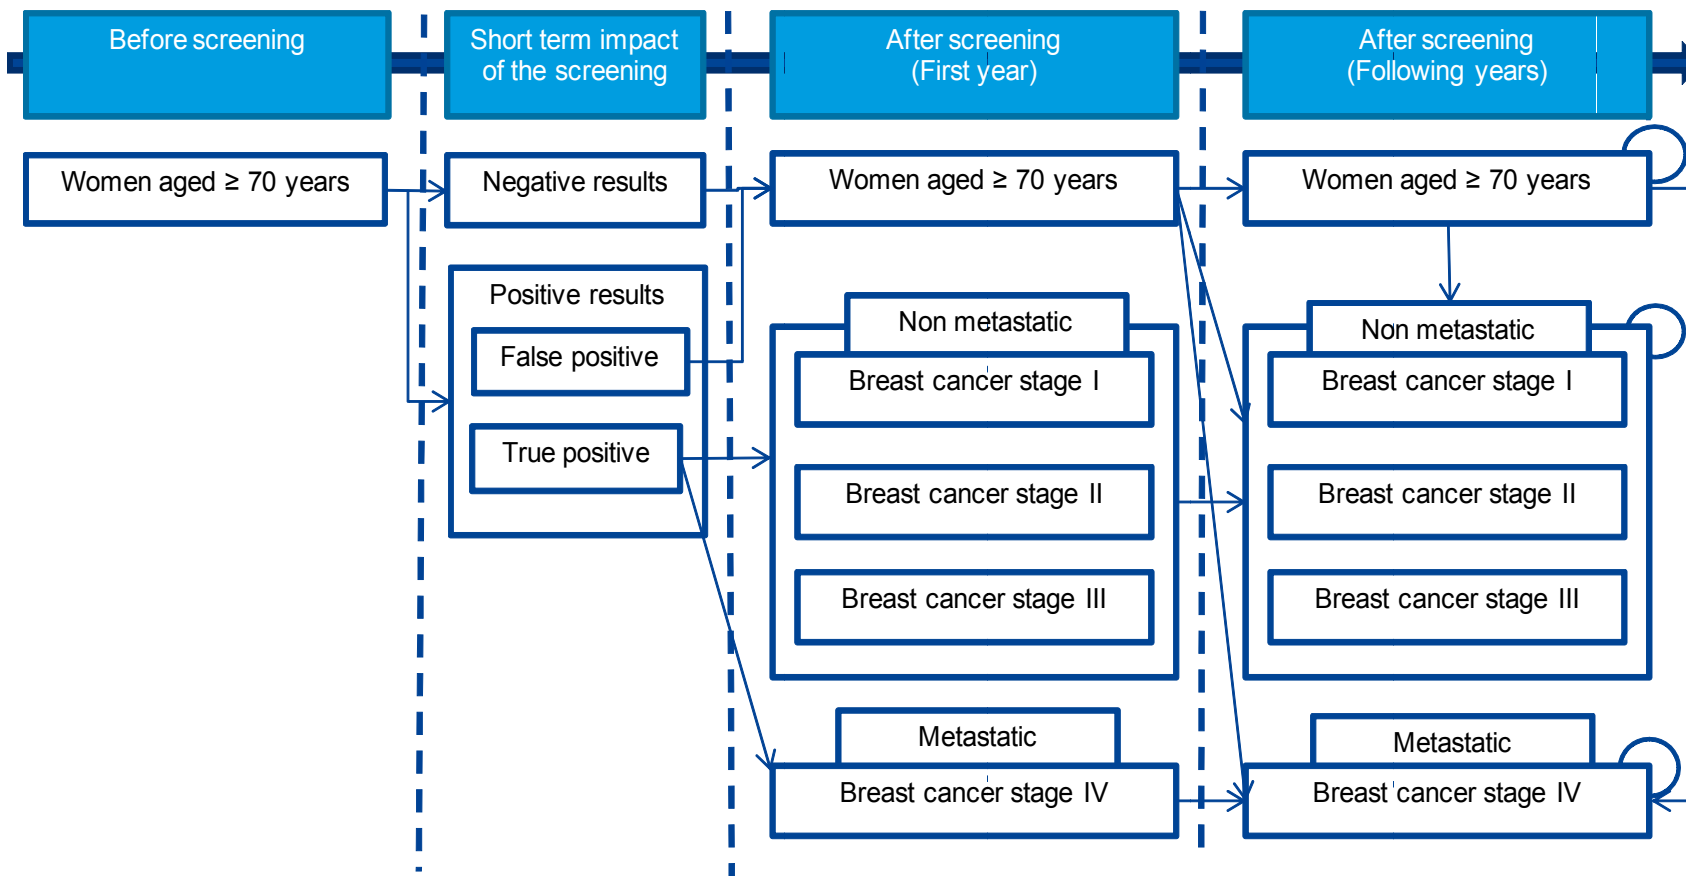 Before screening
Short term impact
of the screening
After screening
(First year)
After screening
(Following years)
Women aged ≥ 70 years
Negative results
Women aged ≥ 70 years
Women aged ≥ 70 years
Positive results
False positive
True positive
Non metastatic
Breast cancer stage I
Breast cancer stage II
Breast cancer stage III
Metastatic
Breast cancer stage IV
Non metastatic
Breast cancer stage I
Breast cancer stage II
Breast cancer stage III
Metastatic
Breast cancer stage IV